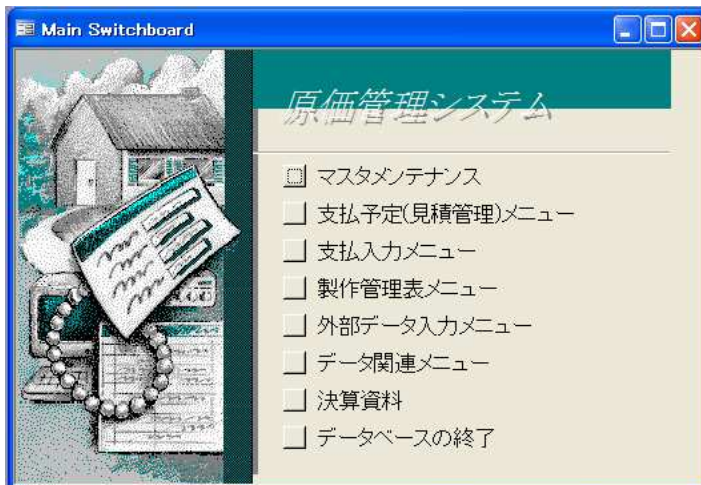 Main Switchboard
原価管理システム
マスタメンテナンス
支払予定(見積管理)メニュー
支払入力メニュー
製作管理表メニュー
外部データ入力メニュー
データ関連メニュー
決算資料
データベースの終了